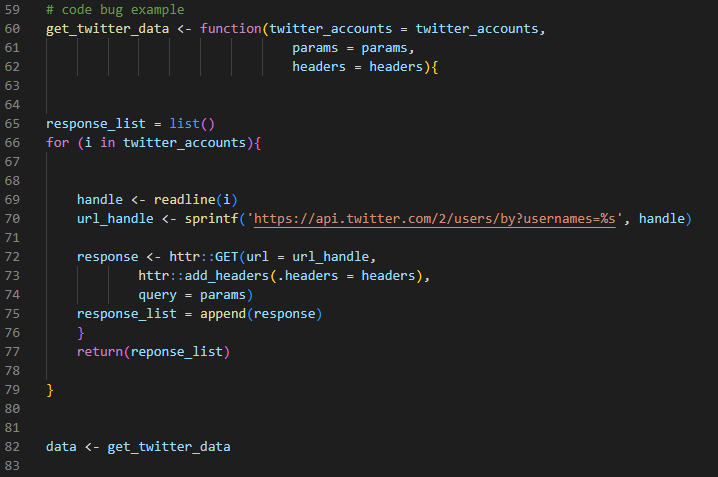 59 # code bug example
60 get_twitter_data <- function(twitter_accounts = twitter_accounts,
61 params = params,
62 headers = headers){
63
64
65 response_list = list()
66 for (i in twitter_accounts){
67
68
69 handle <- readline(i)
70 url_handle <- sprintf('https://api.twitter.com/2/users/by?usernames=%s', handle)
71
72 response <- httr::GET(url = url_handle,
73 httr::add_headers(.headers = headers),
74 query = params)
75 response_list = append(response)
76 }
77 return(reponse_list)
78
79 }
80
81
82 data <- get_twitter_data
83